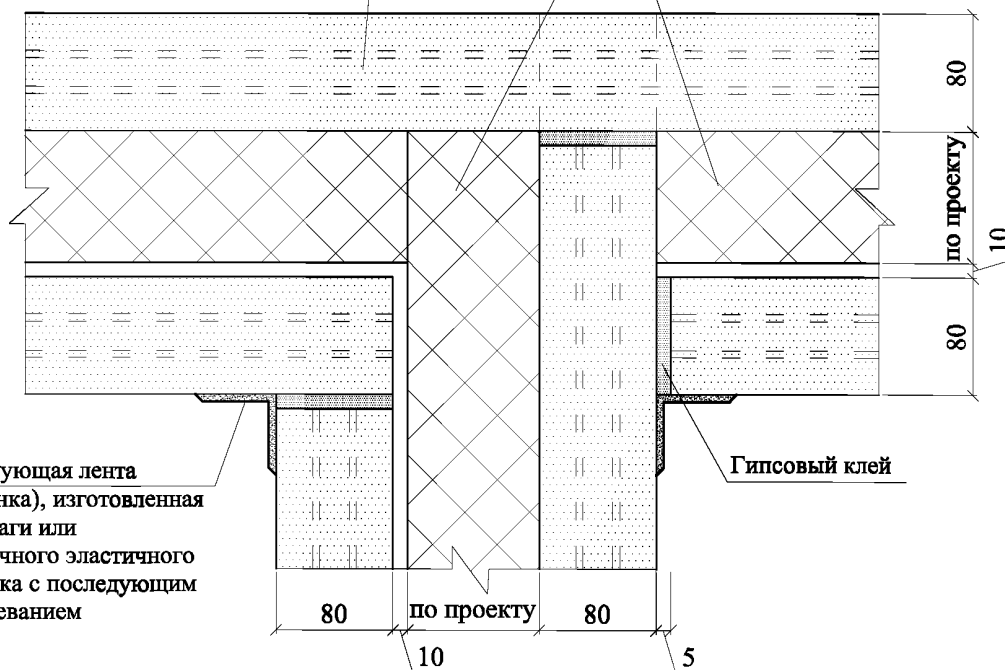 80
по проекту
10
80
Гипсовый клей
ующая лента
нка), изготовленная
аги или
чного эластичного
ка с последующим
еванием
80
по проекту
80
10
5